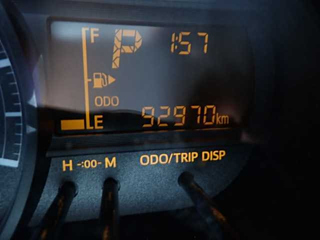 F P 1:57
ODO
E 92970km
H -:00- M ODO/TRIP DISP